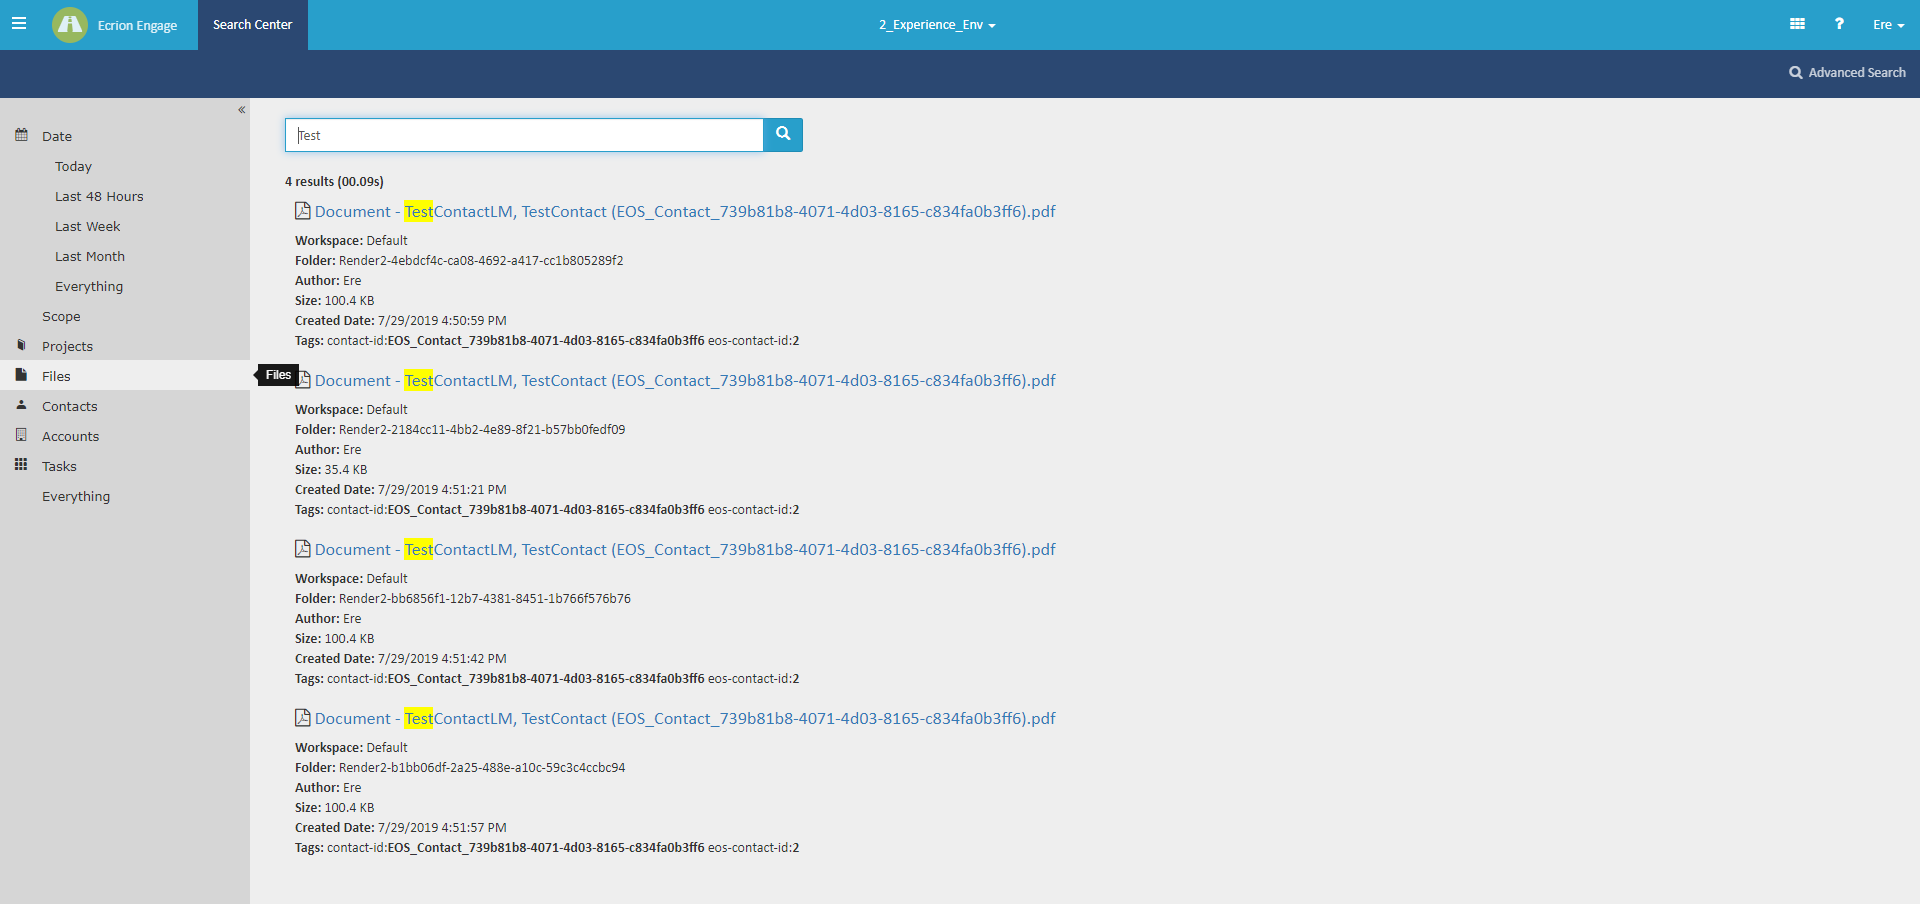 Ecrion Engage
Search Center
2_Experience_Env
?
Ere
Advanced Search
«
Date
Today
Last 48 Hours
Last Week
Last Month
Everything
Scope
Projects
Files
Contacts
Accounts
Tasks
Everything
Files
Test
4 results (00.09s)
Document - TestContactLM, TestContact (EOS_Contact_739b81b8-4071-4d03-8165-c834fa0b3ff6).pdf
Workspace: Default
Folder: Render2-4ebdcf4c-ca08-4692-a417-cc1b805289f2
Author: Ere
Size: 100.4 KB
Created Date: 7/29/2019 4:50:59 PM
Tags: contact-id:EOS_Contact_739b81b8-4071-4d03-8165-c834fa0b3ff6 eos-contact-id:2
Document - TestContactLM, TestContact (EOS_Contact_739b81b8-4071-4d03-8165-c834fa0b3ff6).pdf
Workspace: Default
Folder: Render2-2184cc11-4bb2-4e89-8f21-b57bb0fedf09
Author: Ere
Size: 35.4 KB
Created Date: 7/29/2019 4:51:21 PM
Tags: contact-id:EOS_Contact_739b81b8-4071-4d03-8165-c834fa0b3ff6 eos-contact-id:2
Document - TestContactLM, TestContact (EOS_Contact_739b81b8-4071-4d03-8165-c834fa0b3ff6).pdf
Workspace: Default
Folder: Render2-bb6856f1-12b7-4381-8451-1b766f576b76
Author: Ere
Size: 100.4 KB
Created Date: 7/29/2019 4:51:42 PM
Tags: contact-id:EOS_Contact_739b81b8-4071-4d03-8165-c834fa0b3ff6 eos-contact-id:2
Document - TestContactLM, TestContact (EOS_Contact_739b81b8-4071-4d03-8165-c834fa0b3ff6).pdf
Workspace: Default
Folder: Render2-b1bb06df-2a25-488e-a10c-59c3c4ccbc94
Author: Ere
Size: 100.4 KB
Created Date: 7/29/2019 4:51:57 PM
Tags: contact-id:EOS_Contact_739b81b8-4071-4d03-8165-c834fa0b3ff6 eos-contact-id:2